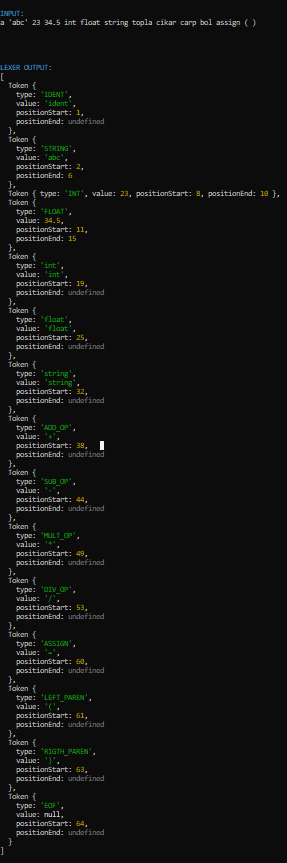 INPUT:
a 'abc' 23 34.5 int float string topla cikar carp bol assign ( )
LEXER OUTPUT:
[
Token {
type: 'IDENT',
value: 'ident',
positionStart: 1,
positionEnd: undefined
},
Token {
type: 'STRING',
value: 'abc',
positionStart: 2,
positionEnd: 6
},
Token { type: 'INT', value: 23, positionStart: 8, positionEnd: 10 },
Token {
type: 'FLOAT',
value: 34.5,
positionStart: 11,
positionEnd: 15
},
Token {
type: 'int',
value: 'int',
positionStart: 19,
positionEnd: undefined
},
Token {
type: 'float',
value: 'float',
positionStart: 25,
positionEnd: undefined
},
Token {
type: 'string',
value: 'string',
positionStart: 32,
positionEnd: undefined
},
Token {
type: 'ADD_OP',
value: '+',
positionStart: 38,
positionEnd: undefined
},
Token {
type: 'SUB_OP',
value: '-',
positionStart: 44,
positionEnd: undefined
},
Token {
type: 'MULT_OP',
value: '*',
positionStart: 49,
positionEnd: undefined
},
Token {
type: 'DIV_OP',
value: '/',
positionStart: 53,
positionEnd: undefined
},
Token {
type: 'ASSIGN',
value: '=',
positionStart: 60,
positionEnd: undefined
},
Token {
type: 'LEFT_PAREN',
value: '(',
positionStart: 61,
positionEnd: undefined
},
Token {
type: 'RIGTH_PAREN',
value: ')',
positionStart: 63,
positionEnd: undefined
},
Token {
type: 'EOF',
value: null,
positionStart: 64,
positionEnd: undefined
}
]